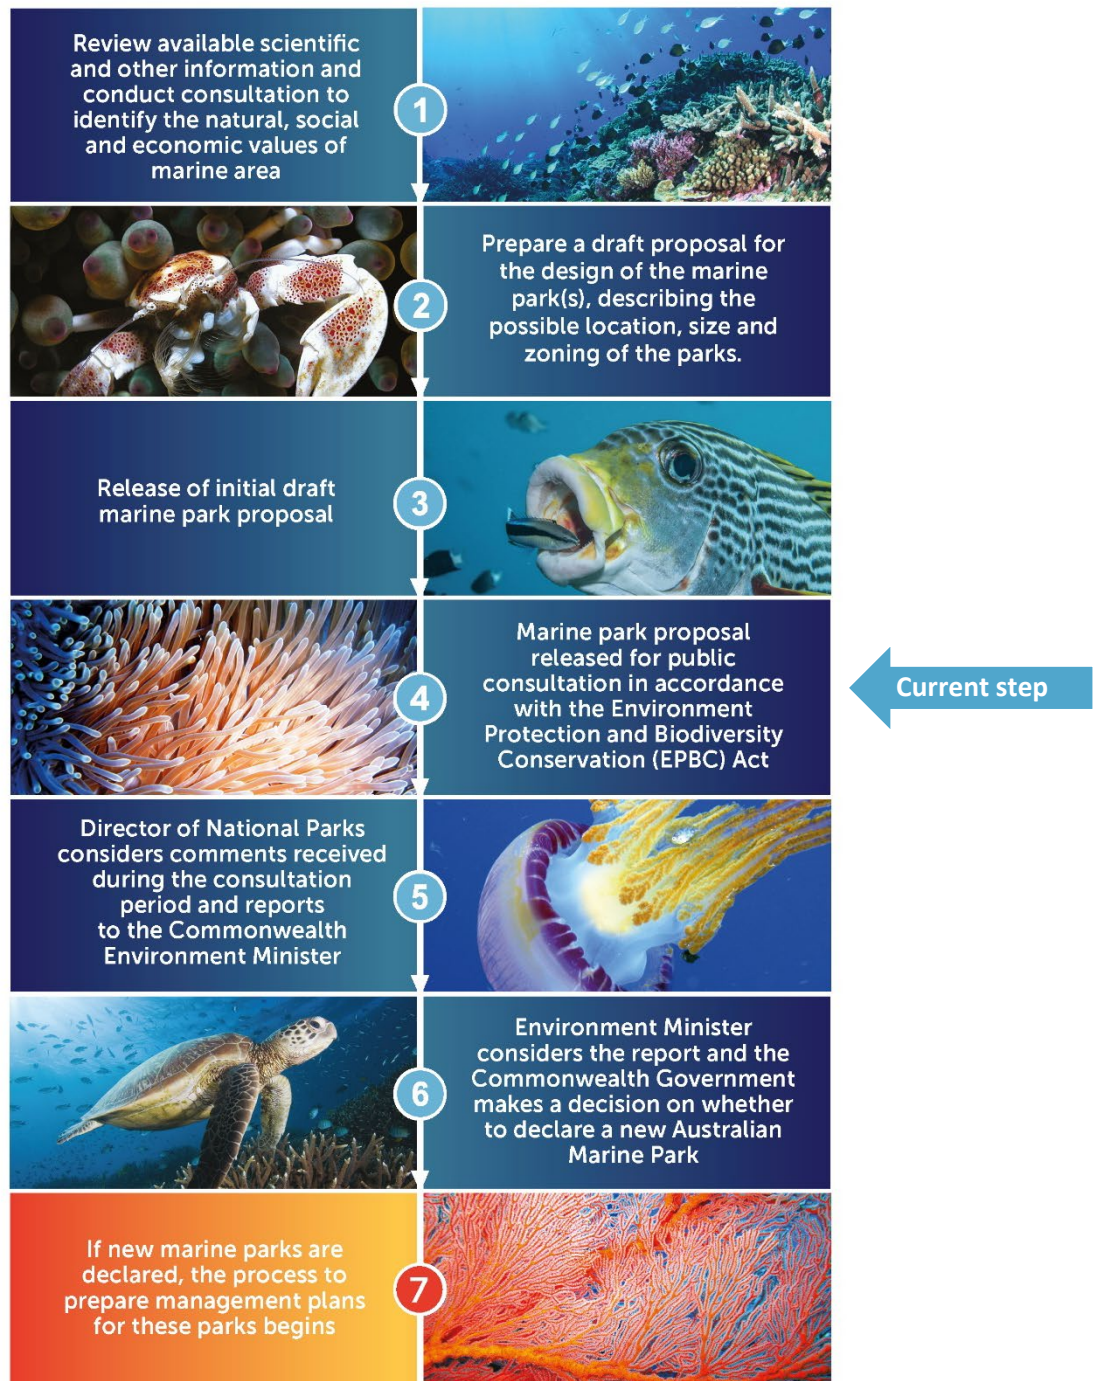 Review available scientific
and other information and
conduct consultation to
identify the natural, social
and economic values of
marine area
1
2
Prepare a draft proposal for
the design of the marine
park(s), describing the
possible location, size and
zoning of the parks.
Release of initial draft
marine park proposal
3
4
Marine park proposal
released for public
consultation in accordance
with the Environment
Protection and Biodiversity
Conservation (EPBC) Act
Current step
Director of National Parks
considers comments received
during the consultation
period and reports
to the Commonwealth
Environment Minister
5
6
Environment Minister
considers the report and the
Commonwealth Government
makes a decision on whether
to declare a new Australian
Marine Park
If new marine parks are
declared, the process to
prepare management plans
for these parks begins
7